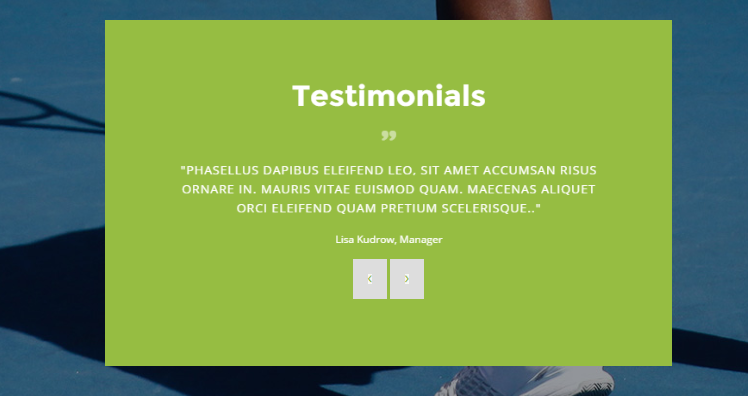 Testimonials
”
"PHASELLUS DAPIBUS ELEIFEND LEO, SIT AMET ACCUMSAN RISUS
ORNARE IN. MAURIS VITAE EUISMOD QUAM. MAECENAS ALIQUET
ORCI ELEIFEND QUAM PRETIUM SCELERISQUE.."
Lisa Kudrow, Manager
‹ ›